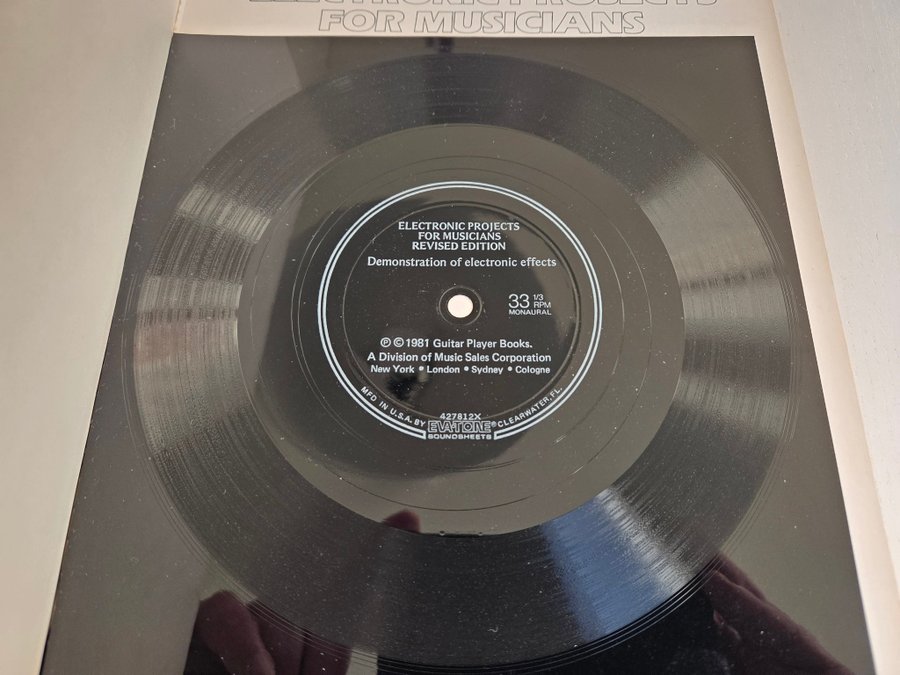 ELECTRONIC PROJECTS
FOR MUSICIANS
ELECTRONIC PROJECTS
FOR MUSICIANS
REVISED EDITION
Demonstration of electronic effects
33 1/3 RPM
MONAURAL
℗ © 1981 Guitar Player Books.
A Division of Music Sales Corporation
New York • London • Sydney • Cologne
427812X
MFD IN U.S.A. BY EVA-TONE® CLEARWATER, FL.
SOUNDSHEETS